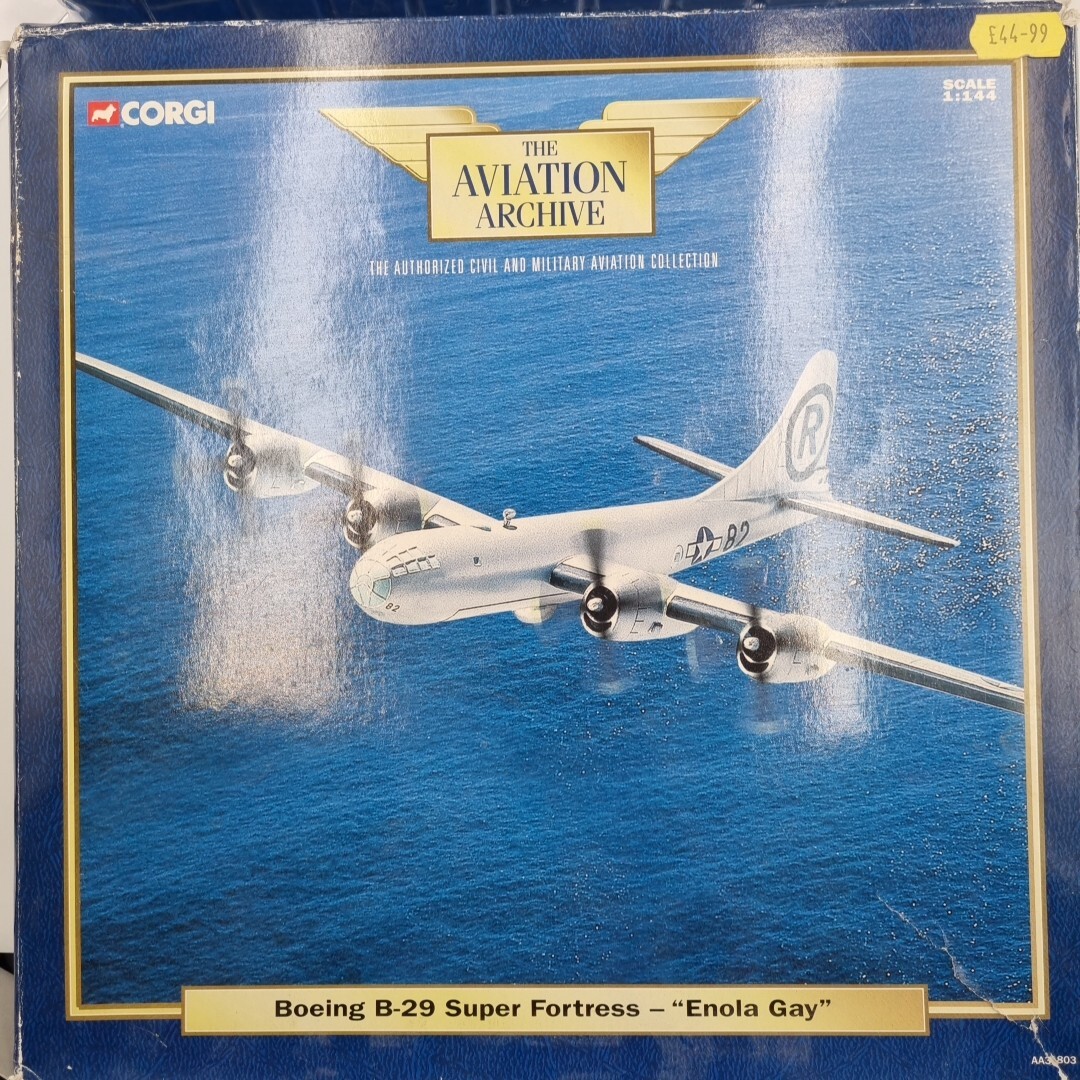 £44-99
CORGI
SCALE
1:144
THE
AVIATION
ARCHIVE
THE AUTHORIZED CIVIL AND MILITARY AVIATION COLLECTION
R
82
82
Boeing B-29 Super Fortress – “Enola Gay”